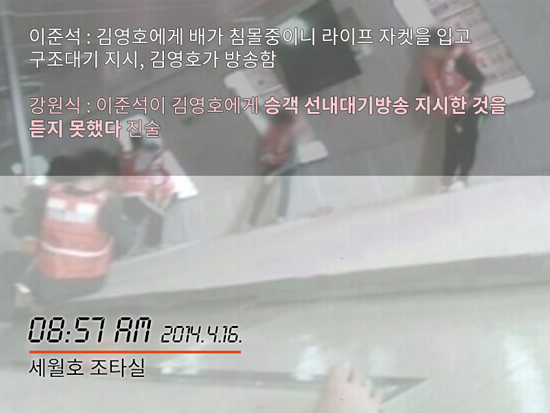 이준석 : 김영호에게 배가 침몰중이니 라이프 자켓을 입고
구조대기 지시, 김영호가 방송함
강원식 : 이준석이 김영호에게 승객 선내대기방송 지시한 것을
듣지 못했다 진술
08:57 AM 2014.4.16.
세월호 조타실